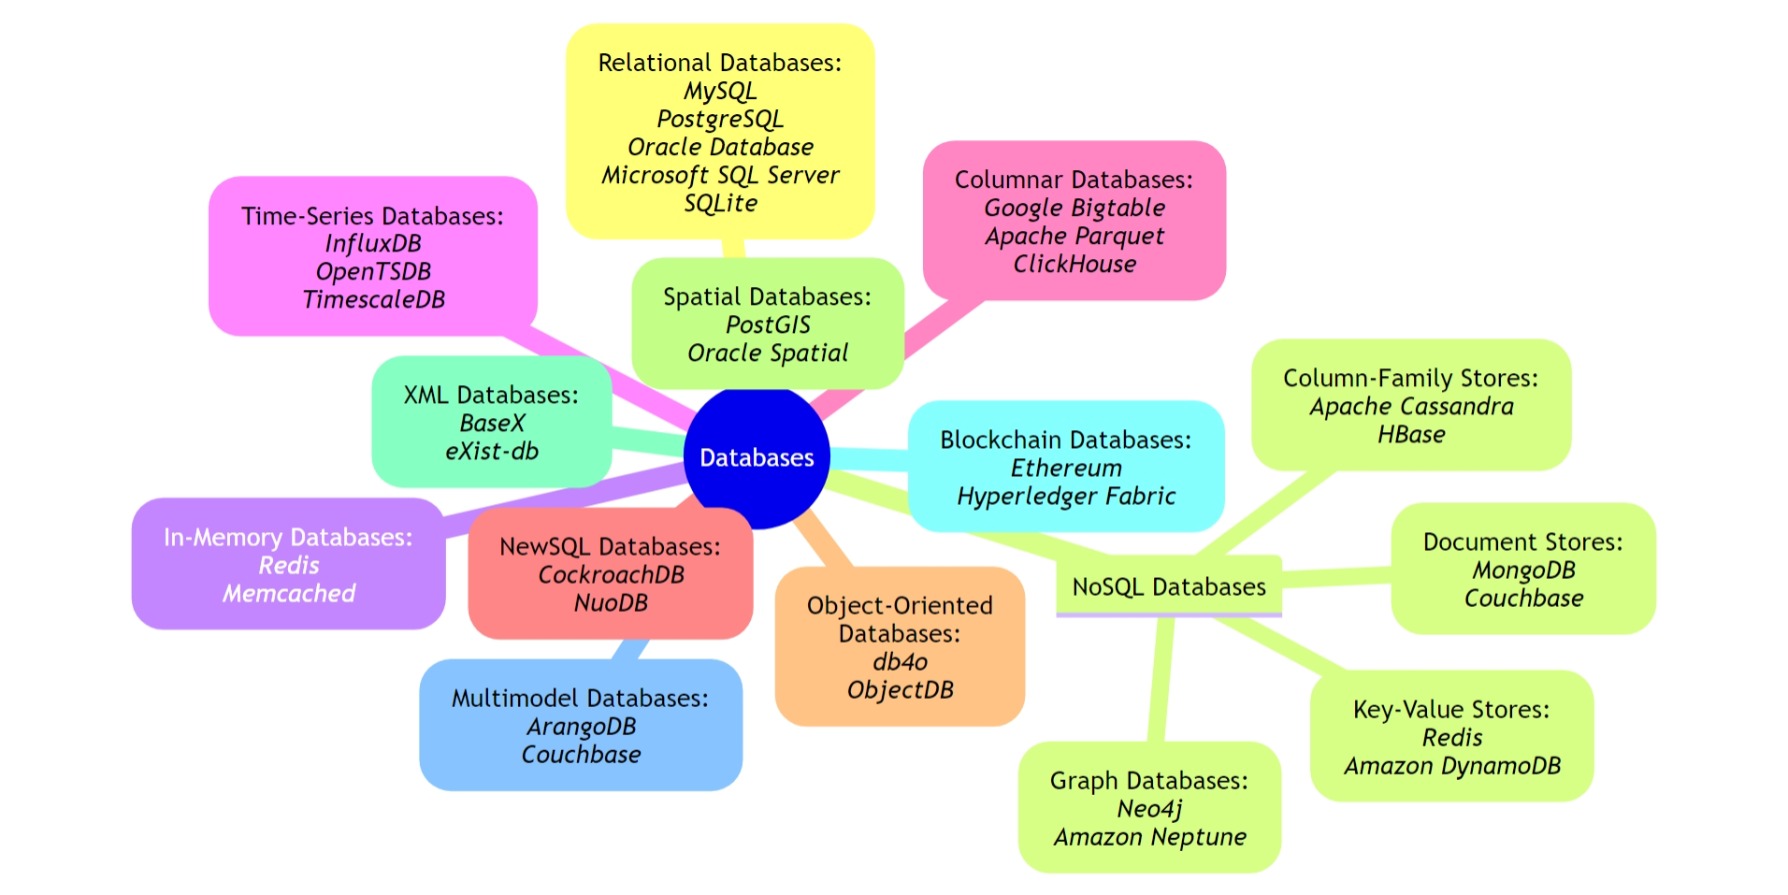 Relational Databases:
MySQL
PostgreSQL
Oracle Database
Microsoft SQL Server
SQLite
Columnar Databases:
Google Bigtable
Apache Parquet
ClickHouse
Time-Series Databases:
InfluxDB
OpenTSDB
TimescaleDB
Spatial Databases:
PostGIS
Oracle Spatial
XML Databases:
BaseX
eXist-db
Databases
Blockchain Databases:
Ethereum
Hyperledger Fabric
Column-Family Stores:
Apache Cassandra
HBase
In-Memory Databases:
Redis
Memcached
NewSQL Databases:
CockroachDB
NuoDB
Object-Oriented
Databases:
db4o
ObjectDB
NoSQL Databases
Document Stores:
MongoDB
Couchbase
Multimodel Databases:
ArangoDB
Couchbase
Key-Value Stores:
Redis
Amazon DynamoDB
Graph Databases:
Neo4j
Amazon Neptune